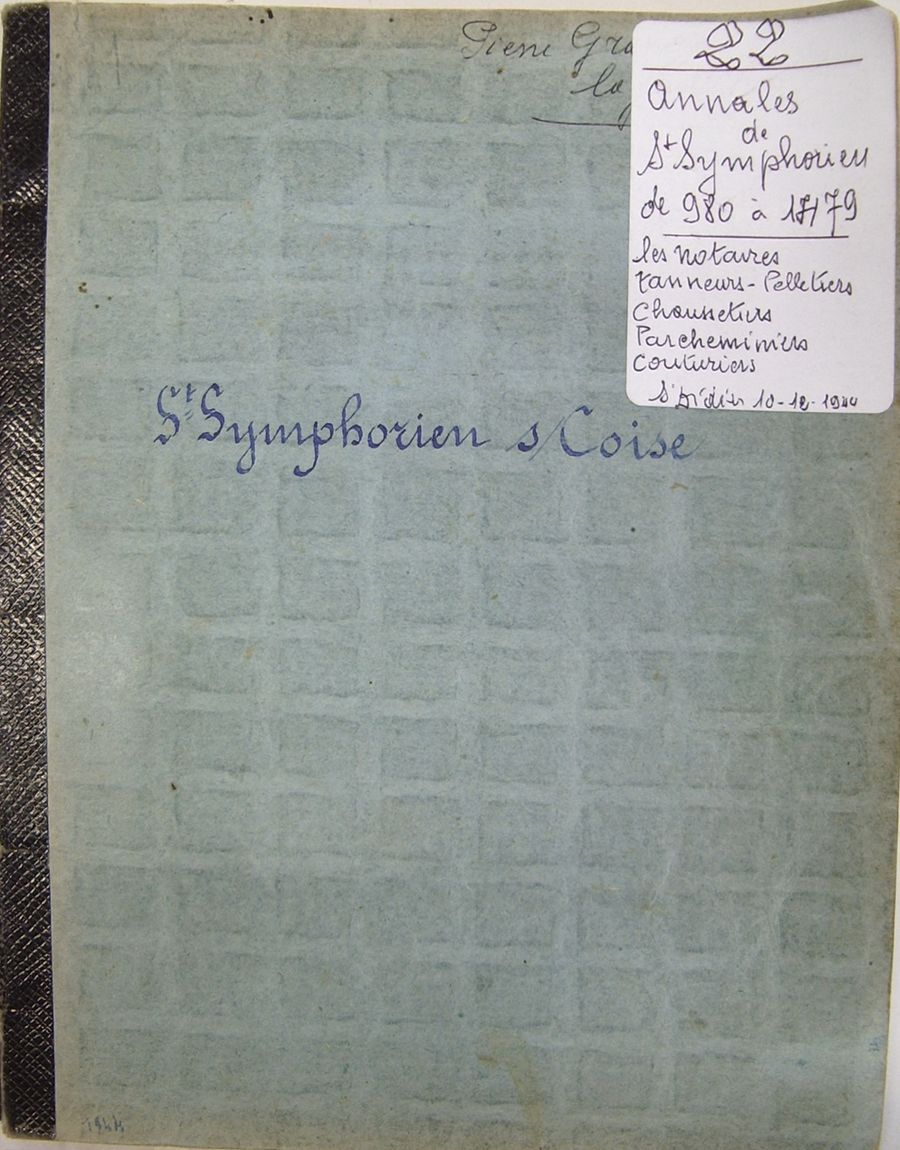 22
Annales
de
St Symphorien
de 980 à 1779
les notaires
tanneurs - Pelletiers
Chaussetiers
Parcheminiers
Couturiers
St Didier 10-12-1944
St Symphorien s/Coise
1944